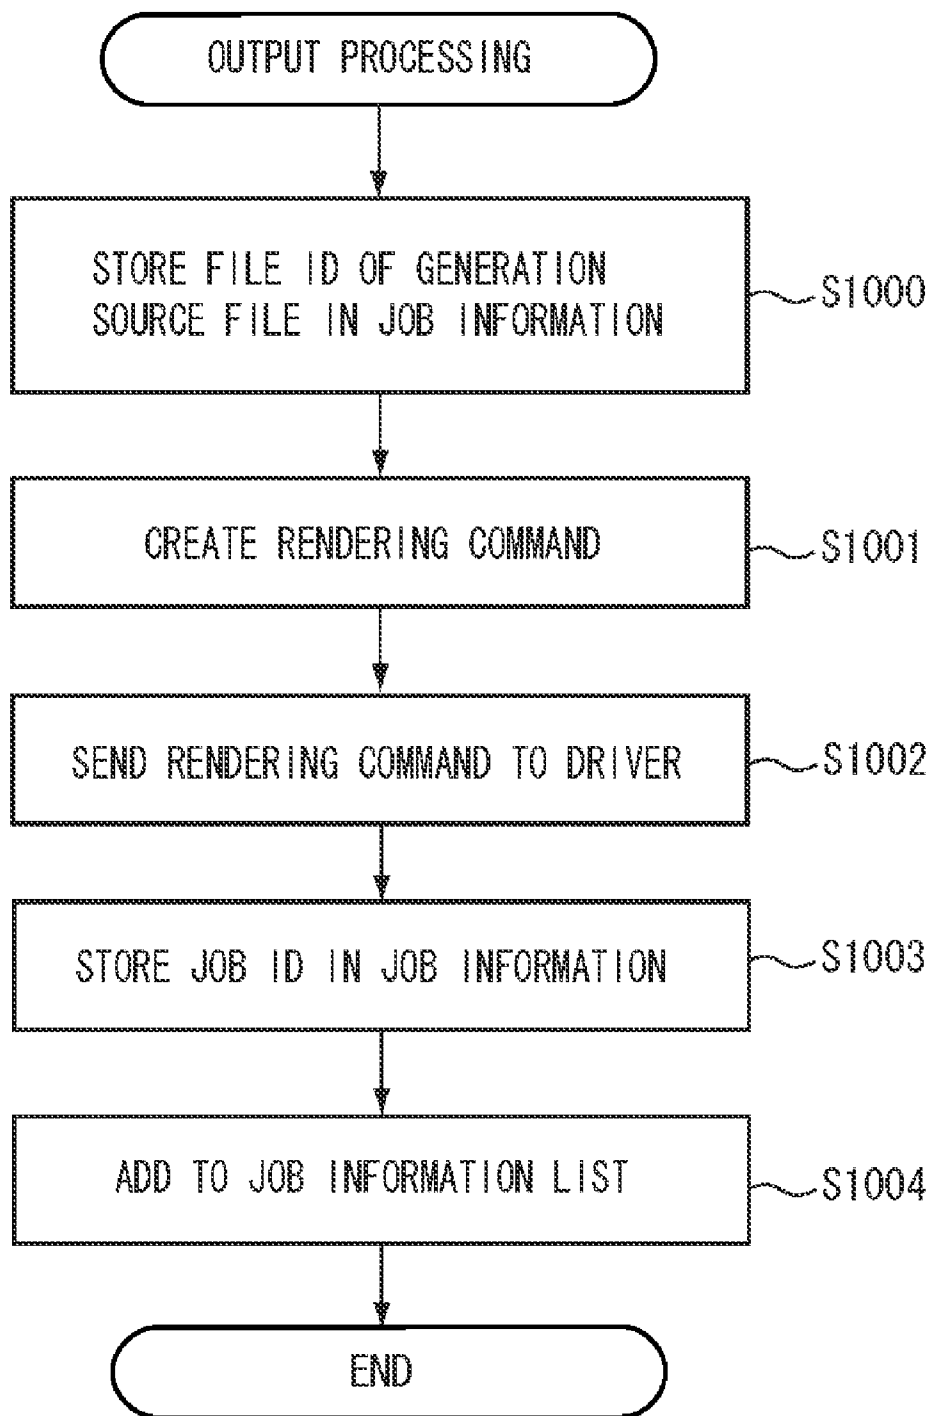 OUTPUT PROCESSING
STORE FILE ID OF GENERATION
SOURCE FILE IN JOB INFORMATION
S1000
CREATE RENDERING COMMAND
S1001
SEND RENDERING COMMAND TO DRIVER
S1002
STORE JOB ID IN JOB INFORMATION
S1003
ADD TO JOB INFORMATION LIST
S1004
END